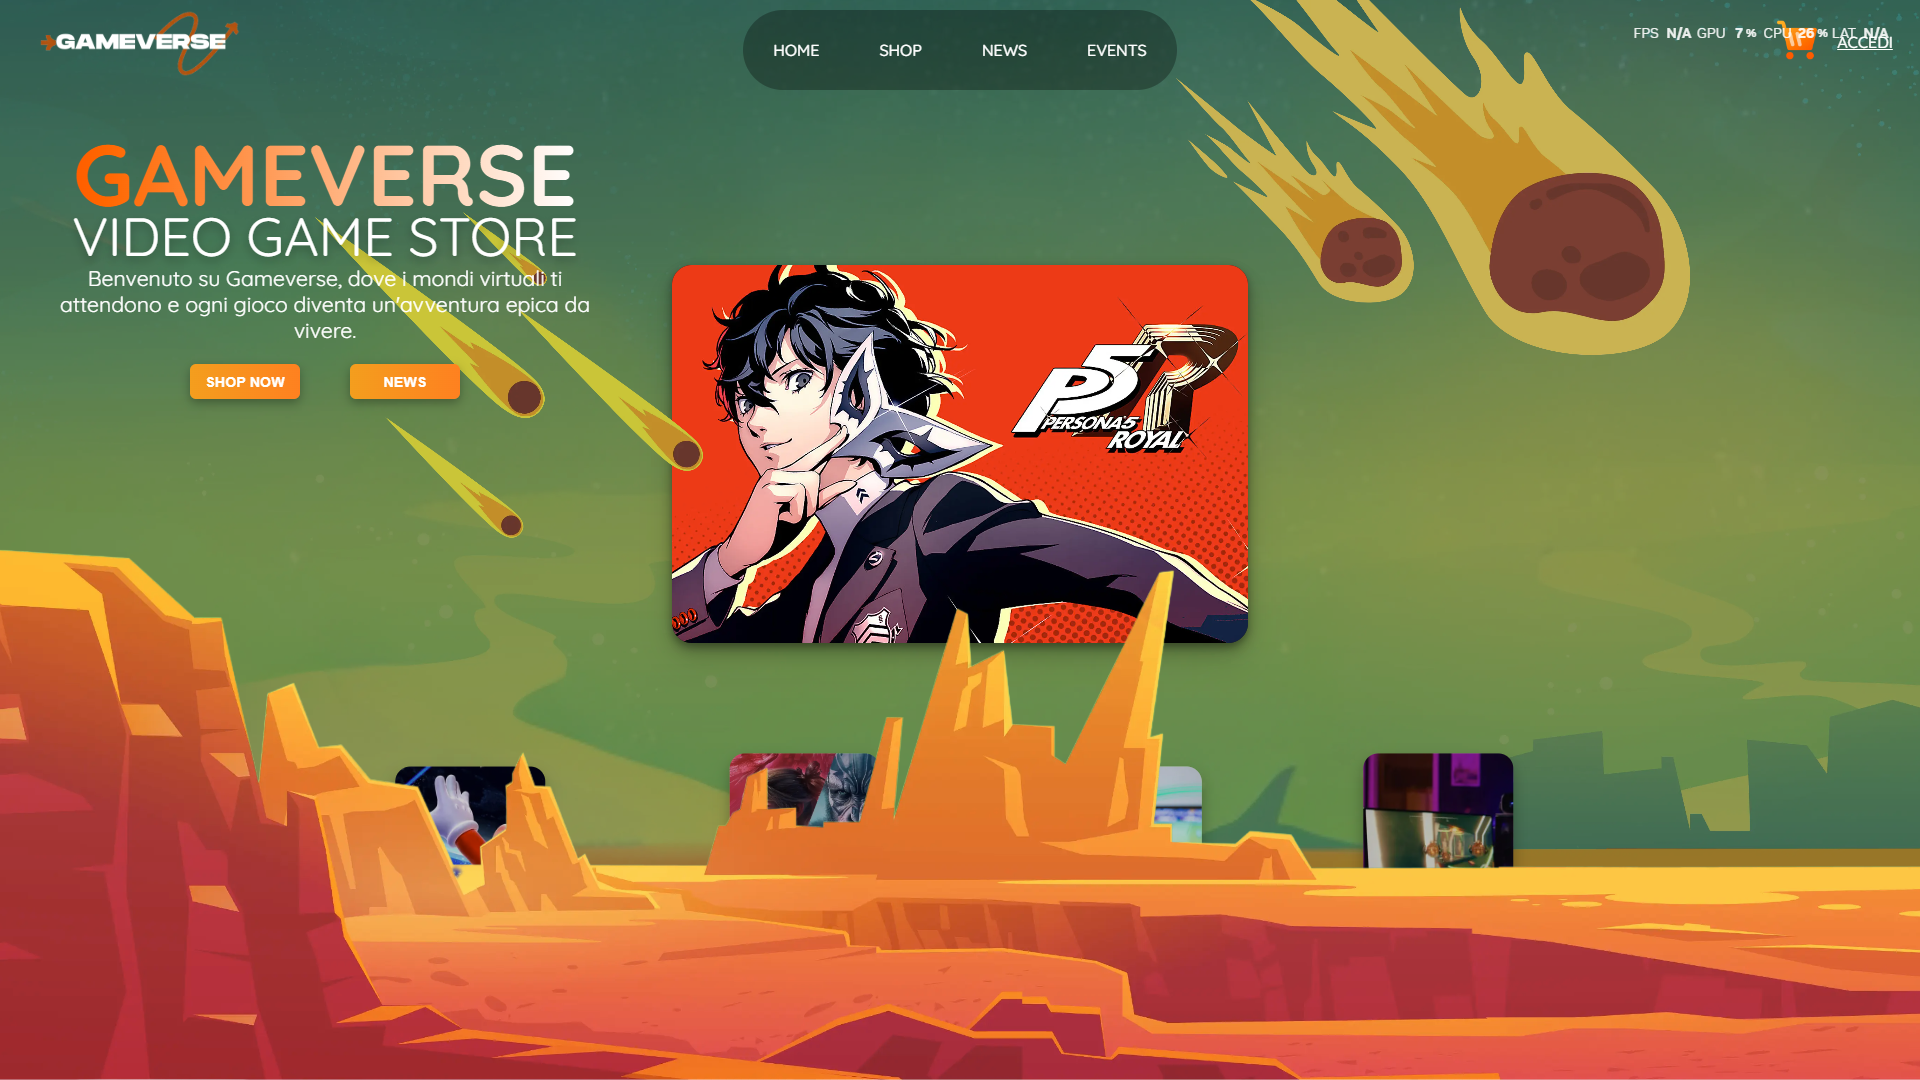 GAMEVERSE
HOME
SHOP
NEWS
EVENTS
FPS N/A GPU 7% CPU 26% LAT N/A
ACCEDI
GAMEVERSE
VIDEO GAME STORE
Benvenuto su Gameverse, dove i mondi virtuali ti
attendono e ogni gioco diventa un'avventura epica da
vivere.
SHOP NOW
NEWS
P5R
PERSONA5
ROYAL